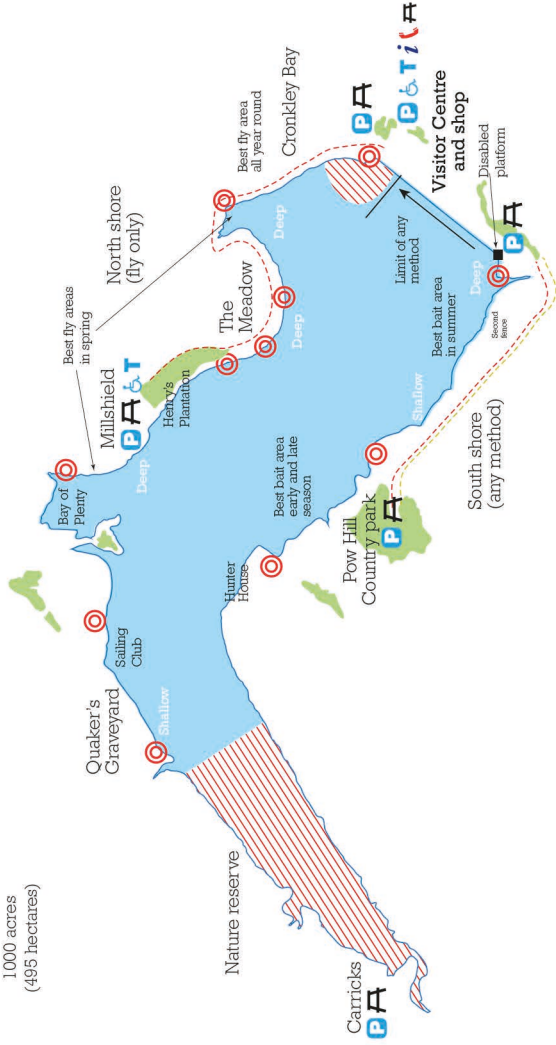 1000 acres
(495 hectares)
Bay of
Plenty
Best fly areas
in spring
Millshield
P T
Henry's
Plantation
North shore
(fly only)
The
Meadow
Best fly area
all year round
Cronkley Bay
Quaker's
Graveyard
Sailing
Club
Shallow
Deep
Deep
Deep
Nature reserve
Hunter
House
Best bait area
early and late
season
Limit of any
method
P
P T i
Visitor Centre
and shop
Carricks
P
Pow Hill
Country park
P
Shallow
Best bait area
in summer
Deep
Disabled
platform
P
Second
fence
South shore
(any method)